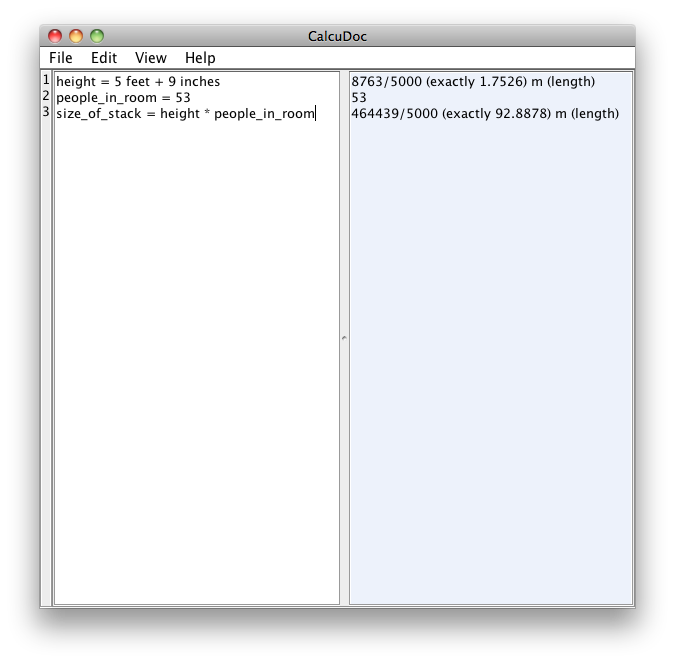 CalcuDoc
File Edit View Help
1 height = 5 feet + 9 inches 8763/5000 (exactly 1.7526) m (length)
2 people_in_room = 53 53
3 size_of_stack = height * people_in_room 464439/5000 (exactly 92.8878) m (length)